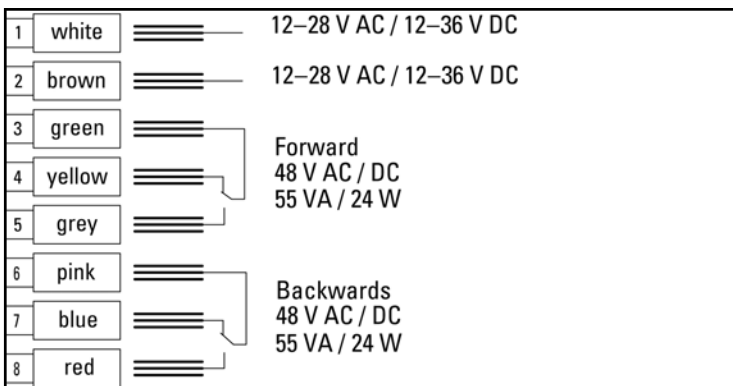 1 white 12–28 V AC / 12–36 V DC
2 brown 12–28 V AC / 12–36 V DC
3 green
Forward
4 yellow 48 V AC / DC
55 VA / 24 W
5 grey
6 pink
Backwards
7 blue 48 V AC / DC
55 VA / 24 W
8 red